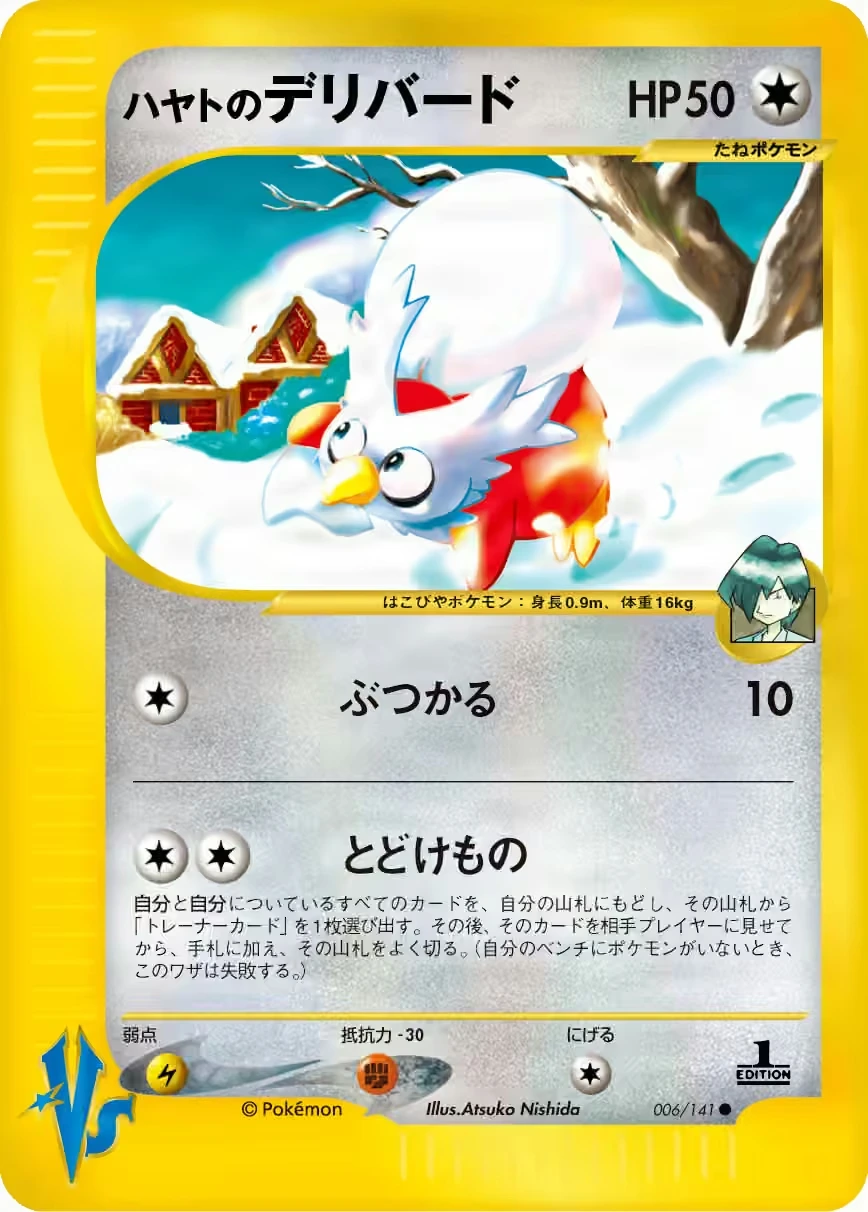 ハヤトのデリバード HP50
たねポケモン
はこびやポケモン：身長0.9m、体重16kg
ぶつかる 10
とどけもの
自分と自分についているすべてのカードを、自分の山札にもどし、その山札から
「トレーナーカード」を1枚選び出す。その後、そのカードを相手プレイヤーに見せて
から、手札に加え、その山札をよく切る。（自分のベンチにポケモンがいないとき、
このワザは失敗する。）
弱点 抵抗力 -30 にげる
1
EDITION
VS
© Pokémon Illus.Atsuko Nishida 006/141●